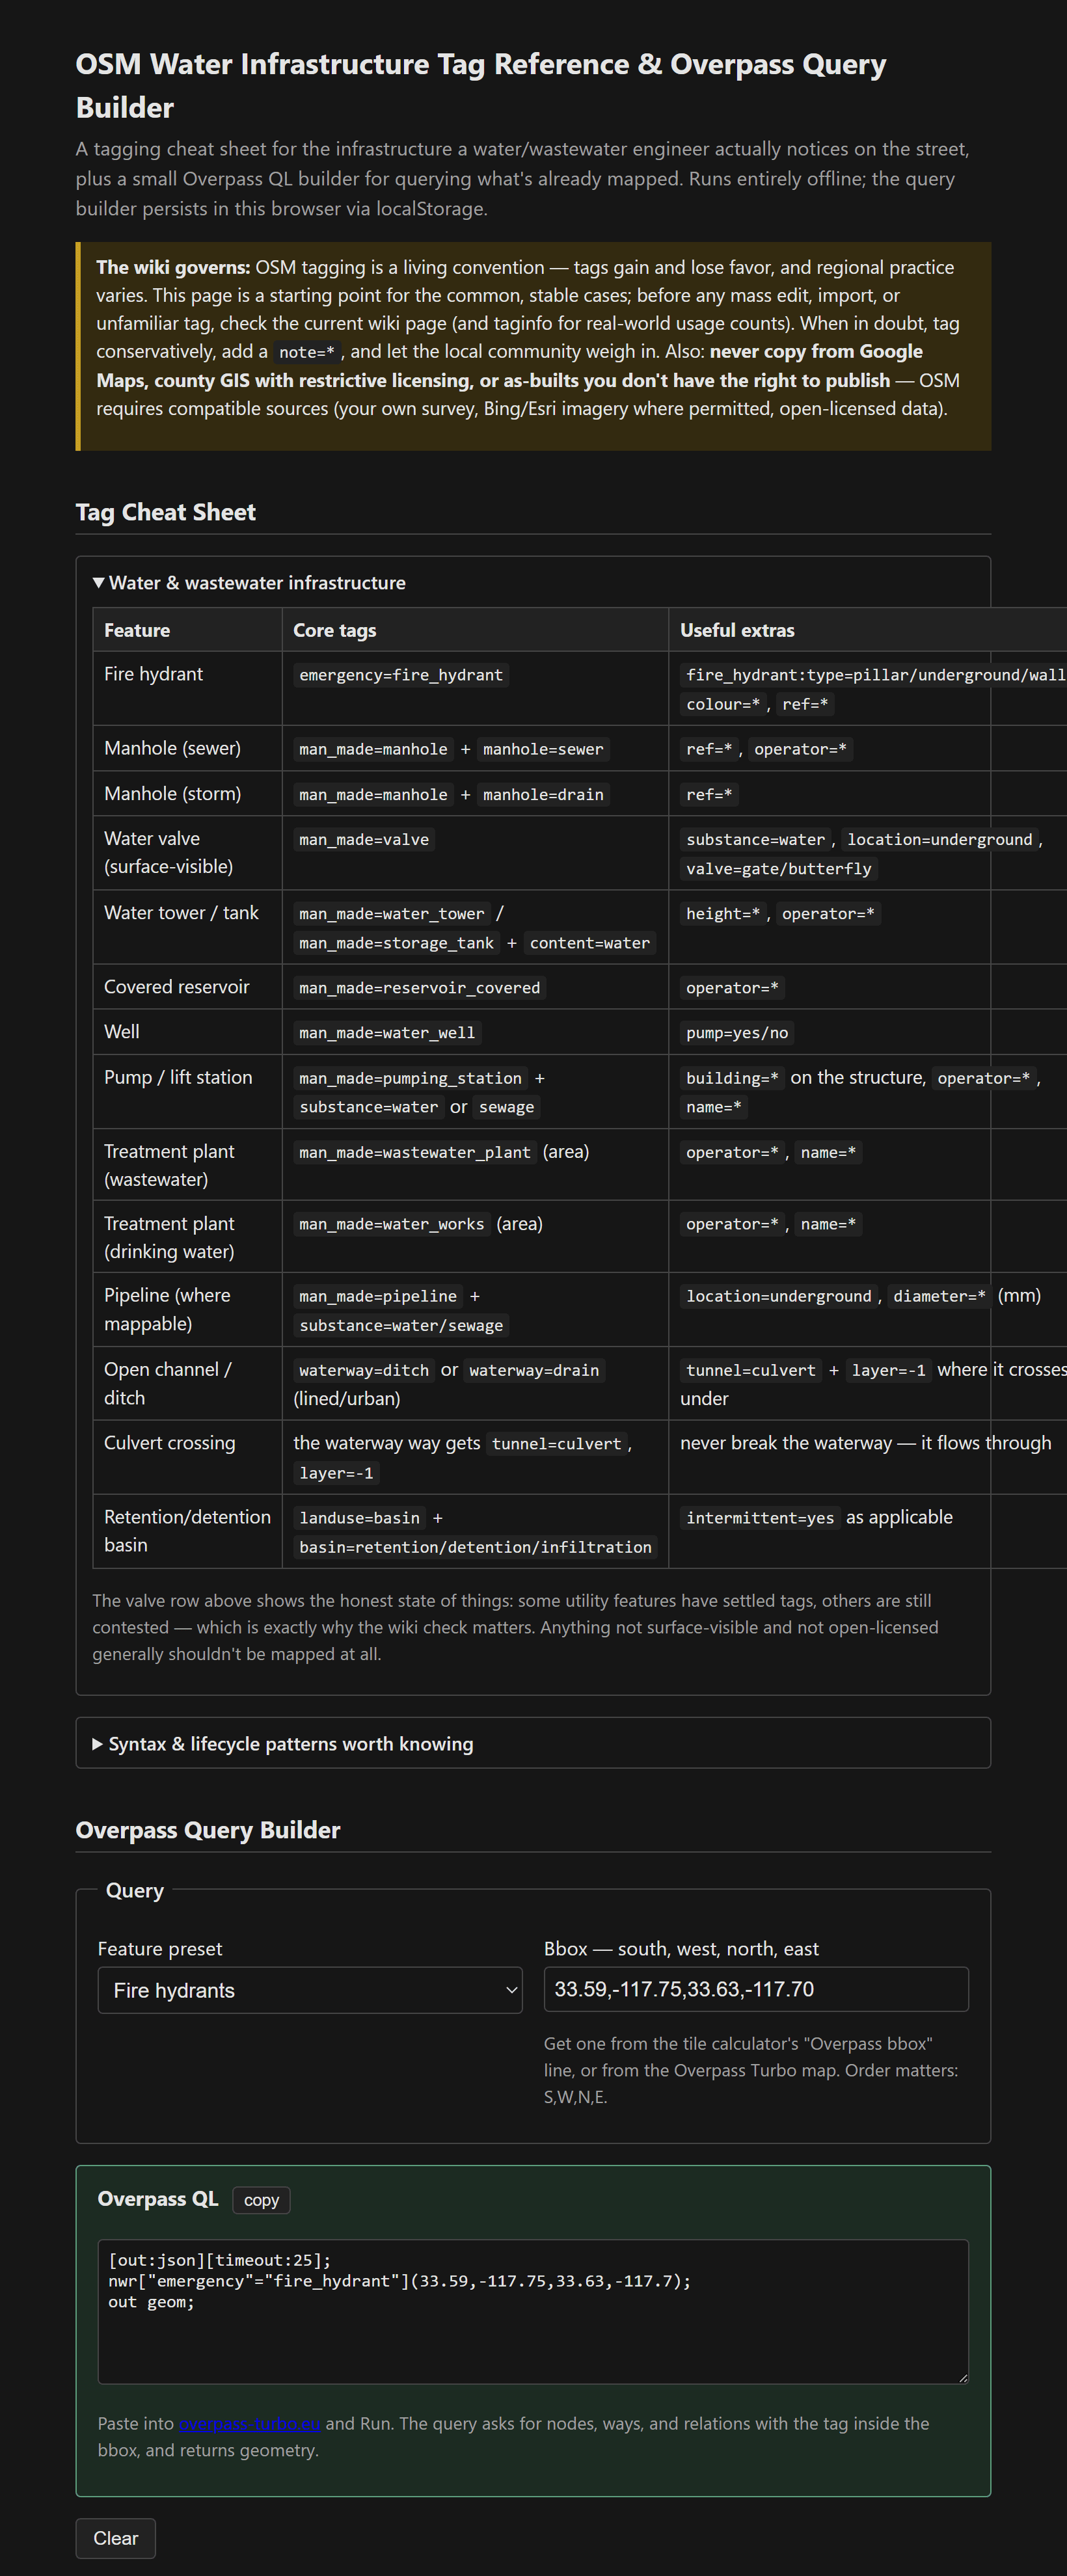 OSM Water Infrastructure Tag Reference & Overpass Query
Builder
A tagging cheat sheet for the infrastructure a water/wastewater engineer actually notices on the street,
plus a small Overpass QL builder for querying what's already mapped. Runs entirely offline; the query
builder persists in this browser via localStorage.
The wiki governs: OSM tagging is a living convention — tags gain and lose favor, and regional practice
varies. This page is a starting point for the common, stable cases; before any mass edit, import, or
unfamiliar tag, check the current wiki page (and taginfo for real-world usage counts). When in doubt, tag
conservatively, add a note=* , and let the local community weigh in. Also: never copy from Google
Maps, county GIS with restrictive licensing, or as-builts you don't have the right to publish — OSM
requires compatible sources (your own survey, Bing/Esri imagery where permitted, open-licensed data).
Tag Cheat Sheet
▼ Water & wastewater infrastructure
Feature Core tags Useful extras
Fire hydrant emergency=fire_hydrant fire_hydrant:type=pillar/underground/wall
colour=* , ref=*
Manhole (sewer) man_made=manhole + manhole=sewer ref=* , operator=*
Manhole (storm) man_made=manhole + manhole=drain ref=*
Water valve man_made=valve substance=water , location=underground ,
(surface-visible) valve=gate/butterfly
Water tower / tank man_made=water_tower / height=* , operator=*
man_made=storage_tank + content=water
Covered reservoir man_made=reservoir_covered operator=*
Well man_made=water_well pump=yes/no
Pump / lift station man_made=pumping_station + building=* on the structure, operator=* ,
substance=water or sewage name=*
Treatment plant man_made=wastewater_plant (area) operator=* , name=*
(wastewater)
Treatment plant man_made=water_works (area) operator=* , name=*
(drinking water)
Pipeline (where man_made=pipeline + location=underground , diameter=* (mm)
mappable) substance=water/sewage
Open channel / waterway=ditch or waterway=drain tunnel=culvert + layer=-1 where it crosses
ditch (lined/urban) under
Culvert crossing the waterway way gets tunnel=culvert , never break the waterway — it flows through
layer=-1
Retention/detention landuse=basin + intermittent=yes as applicable
basin basin=retention/detention/infiltration
The valve row above shows the honest state of things: some utility features have settled tags, others are still
contested — which is exactly why the wiki check matters. Anything not surface-visible and not open-licensed
generally shouldn't be mapped at all.
▶ Syntax & lifecycle patterns worth knowing
Overpass Query Builder
Query
Feature preset Bbox — south, west, north, east
Fire hydrants 33.59,-117.75,33.63,-117.70
Get one from the tile calculator's "Overpass bbox"
line, or from the Overpass Turbo map. Order matters:
S,W,N,E.
Overpass QL copy
[out:json][timeout:25];
nwr["emergency"="fire_hydrant"](33.59,-117.75,33.63,-117.7);
out geom;
Paste into overpass-turbo.eu and Run. The query asks for nodes, ways, and relations with the tag inside the
bbox, and returns geometry.
Clear